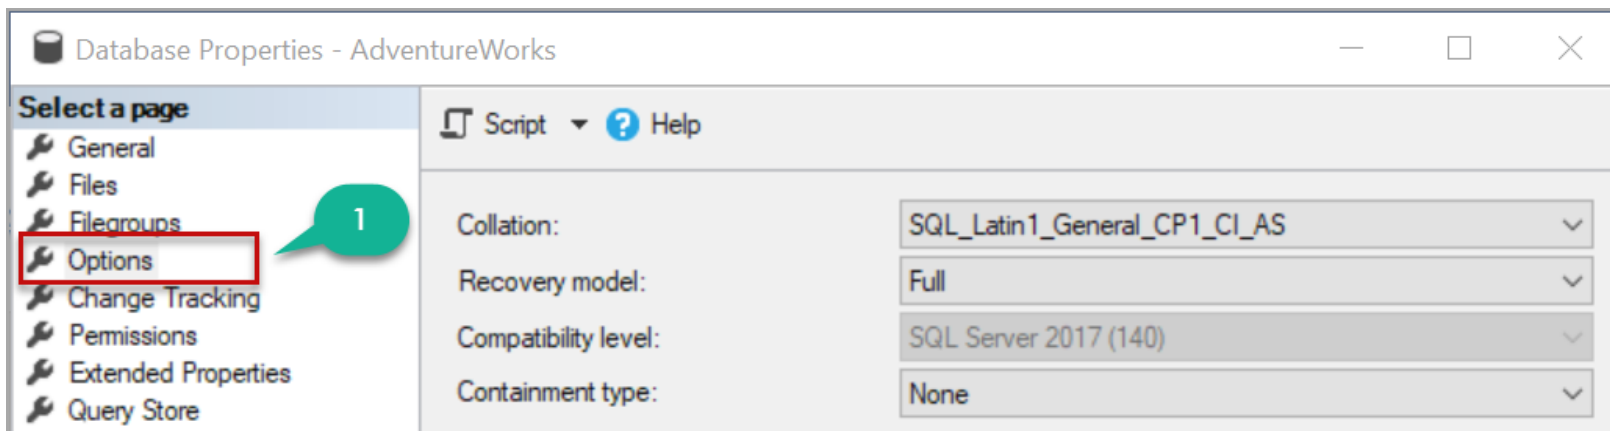 Database Properties - AdventureWorks
Select a page
General
Files
Filegroups
Options
Change Tracking
Permissions
Extended Properties
Query Store
1
Script
Help
Collation: SQL_Latin1_General_CP1_CI_AS
Recovery model: Full
Compatibility level: SQL Server 2017 (140)
Containment type: None